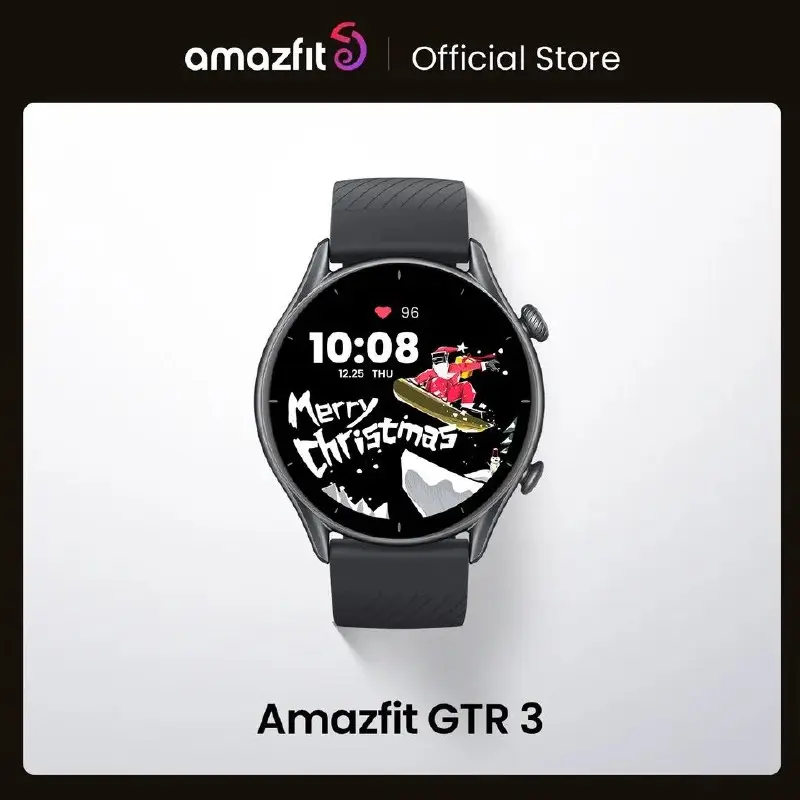 amazfit | Official Store
96
10:08
12.25 THU
Merry
Christmas
Amazfit GTR 3